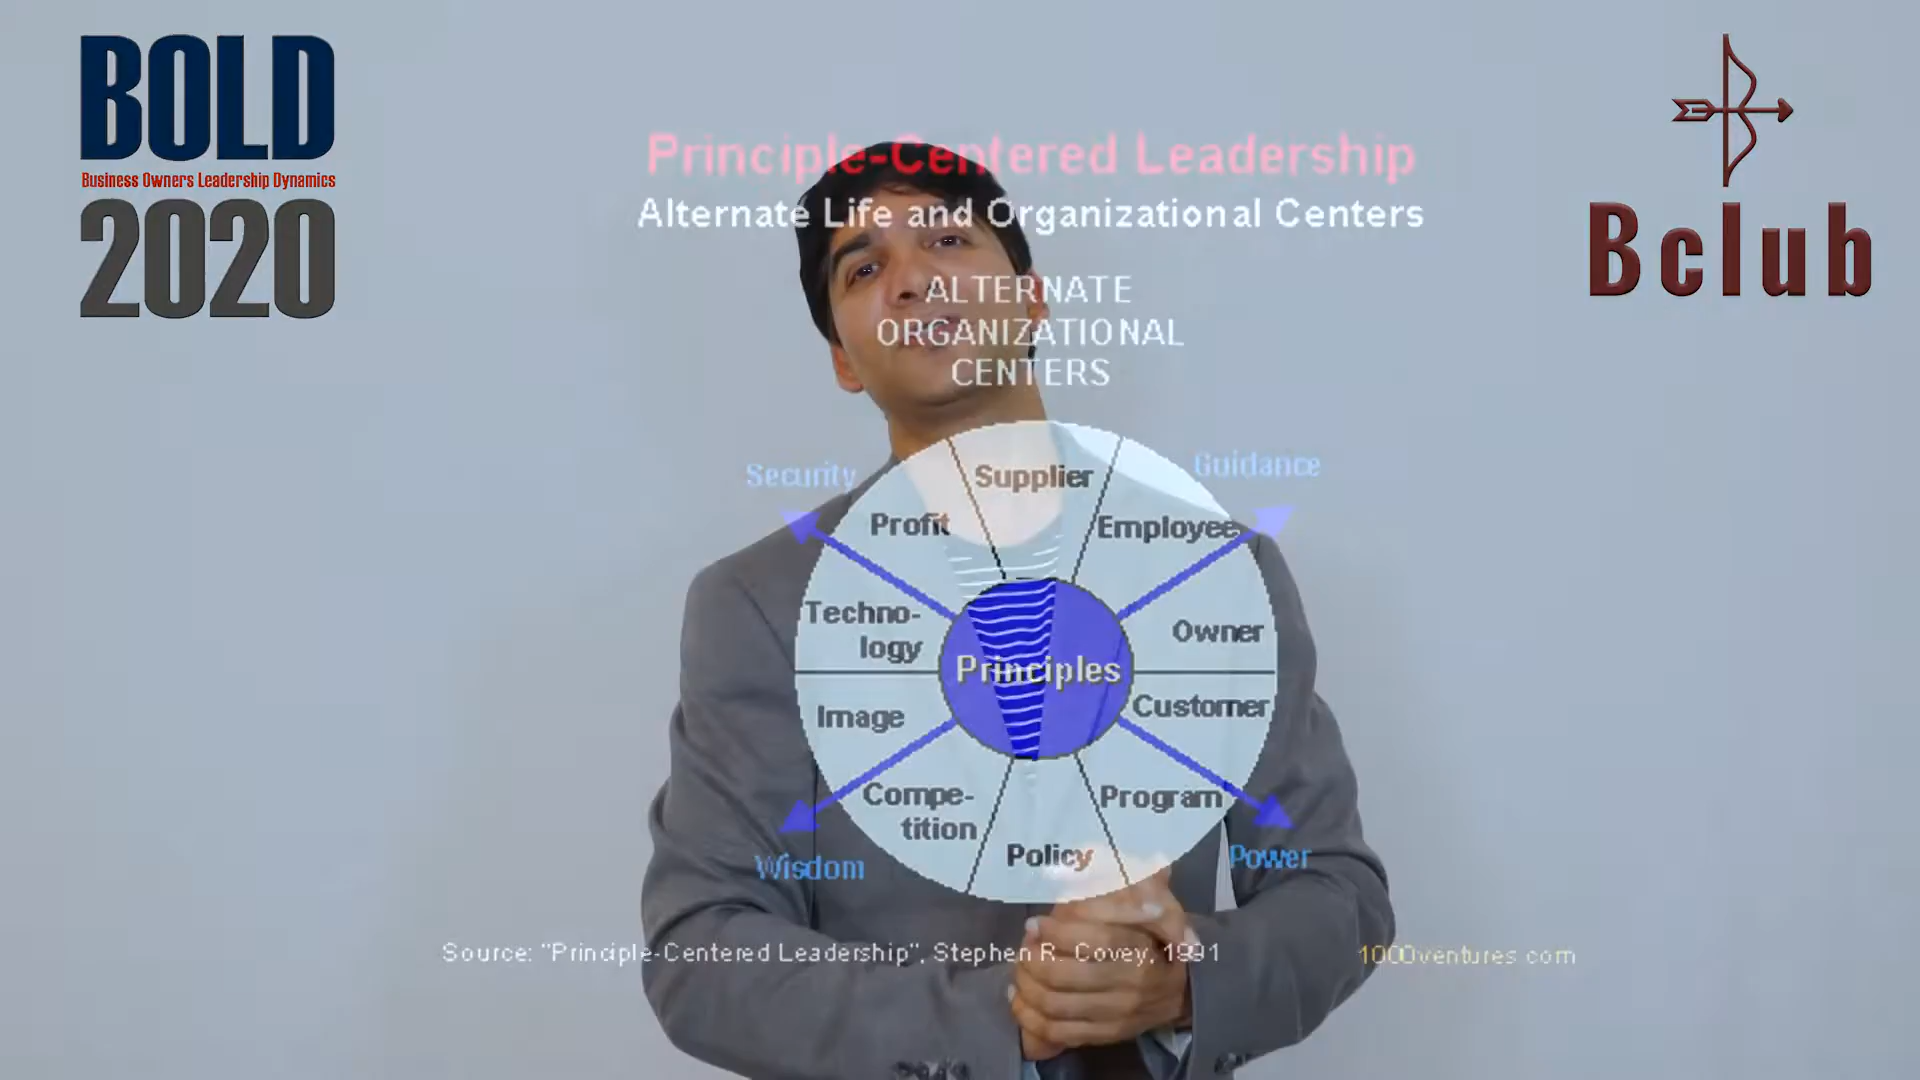 BOLD
Business Owners Leadership Dynamics
2020
Bclub
Principle-Centered Leadership
Alternate Life and Organizational Centers
ALTERNATE
ORGANIZATIONAL
CENTERS
Security
Guidance
Supplier
Profit
Employee
Techno-
logy
Owner
Principles
Image
Customer
Compe-
tition
Program
Policy
Wisdom
Power
Source: "Principle-Centered Leadership", Stephen R. Covey, 1991
1000ventures.com